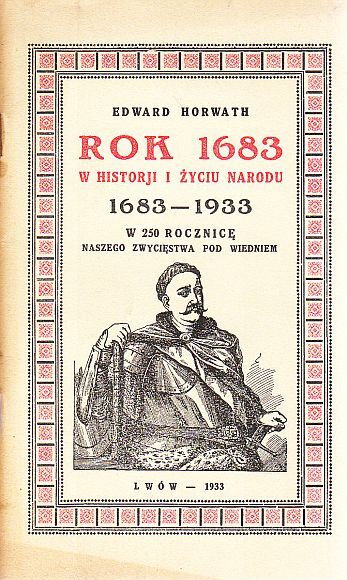 EDWARD HORWATH
ROK 1683
W HISTORJI I ŻYCIU NARODU
1683—1933
W 250 ROCZNICĘ
NASZEGO ZWYCIĘSTWA POD WIEDNIEM
LWÓW — 1933